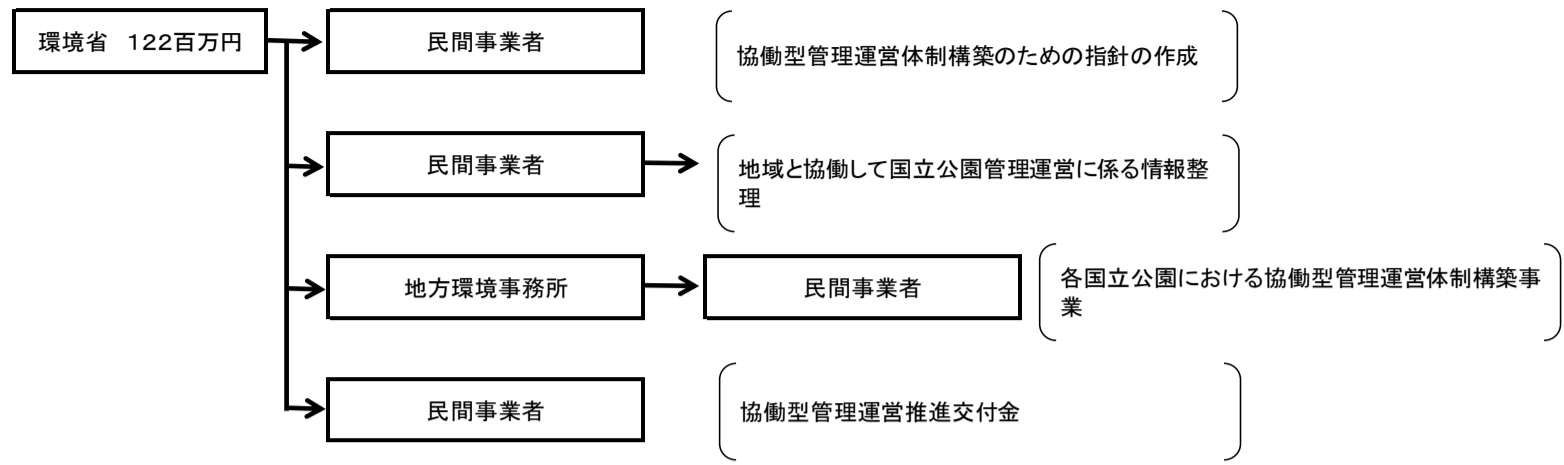 環境省　122百万円
民間事業者
協働型管理運営体制構築のための指針の作成
民間事業者
地域と協働して国立公園管理運営に係る情報整
理
地方環境事務所
民間事業者
各国立公園における協働型管理運営体制構築事
業
民間事業者
協働型管理運営推進交付金